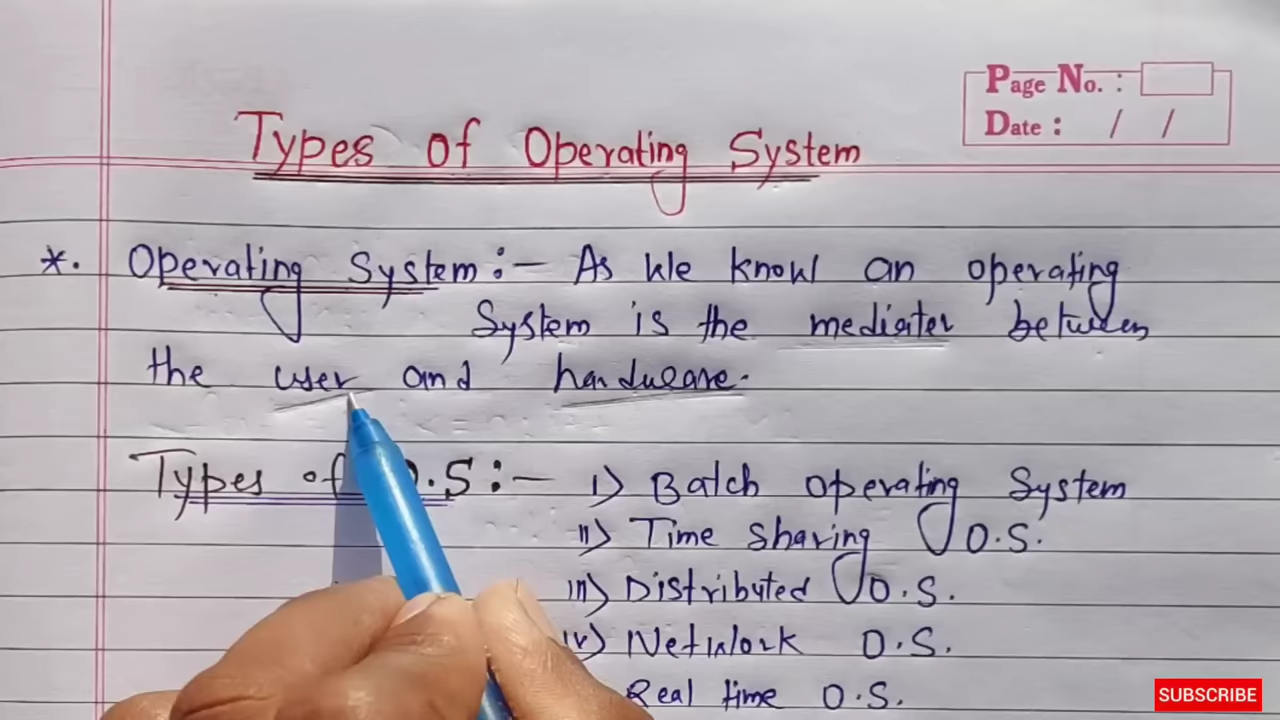 Page No. :
Date : / /
Types of Operating System
*. Operating System :- As We know an operating
System is the mediater between
the user and hardware.
Types of O.S :- i) Batch Operating System
ii) Time Sharing O.S.
iii) Distributed O.S.
iv) Network O.S.
Real time O.S.
SUBSCRIBE